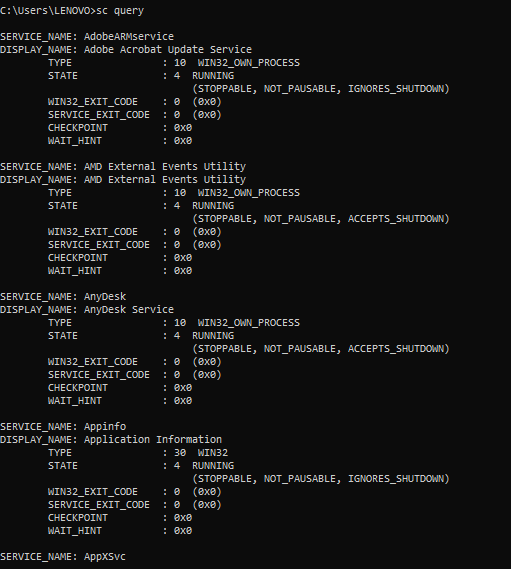 C:\Users\LENOVO>sc query
SERVICE_NAME: AdobeARMservice
DISPLAY_NAME: Adobe Acrobat Update Service
TYPE : 10 WIN32_OWN_PROCESS
STATE : 4 RUNNING
(STOPPABLE, NOT_PAUSABLE, IGNORES_SHUTDOWN)
WIN32_EXIT_CODE : 0 (0x0)
SERVICE_EXIT_CODE : 0 (0x0)
CHECKPOINT : 0x0
WAIT_HINT : 0x0
SERVICE_NAME: AMD External Events Utility
DISPLAY_NAME: AMD External Events Utility
TYPE : 10 WIN32_OWN_PROCESS
STATE : 4 RUNNING
(STOPPABLE, NOT_PAUSABLE, ACCEPTS_SHUTDOWN)
WIN32_EXIT_CODE : 0 (0x0)
SERVICE_EXIT_CODE : 0 (0x0)
CHECKPOINT : 0x0
WAIT_HINT : 0x0
SERVICE_NAME: AnyDesk
DISPLAY_NAME: AnyDesk Service
TYPE : 10 WIN32_OWN_PROCESS
STATE : 4 RUNNING
(STOPPABLE, NOT_PAUSABLE, ACCEPTS_SHUTDOWN)
WIN32_EXIT_CODE : 0 (0x0)
SERVICE_EXIT_CODE : 0 (0x0)
CHECKPOINT : 0x0
WAIT_HINT : 0x0
SERVICE_NAME: Appinfo
DISPLAY_NAME: Application Information
TYPE : 30 WIN32
STATE : 4 RUNNING
(STOPPABLE, NOT_PAUSABLE, IGNORES_SHUTDOWN)
WIN32_EXIT_CODE : 0 (0x0)
SERVICE_EXIT_CODE : 0 (0x0)
CHECKPOINT : 0x0
WAIT_HINT : 0x0
SERVICE_NAME: AppXSvc